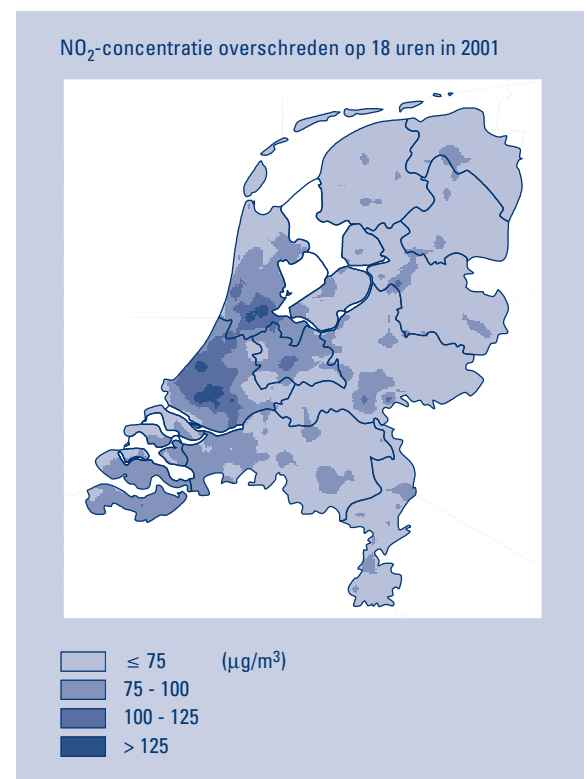 NO₂-concentratie overschreden op 18 uren in 2001
≤ 75 (µg/m³)
75 - 100
100 - 125
> 125